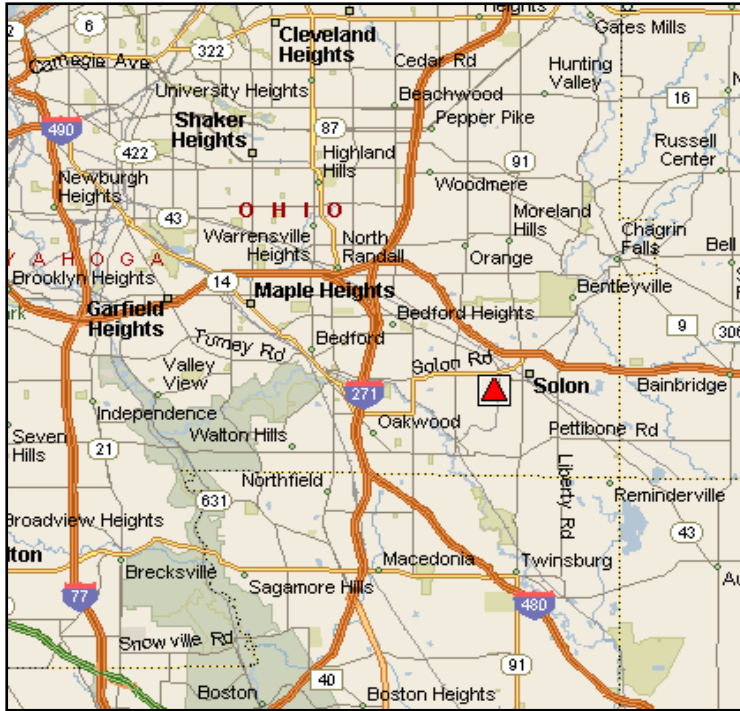 Heights
Gates Mills
6
Cleveland
Heights
322
Carnegie Ave
Cedar Rd
Hunting
Valley
University Heights
Beachwood
16
Shaker
Heights
490
87
Pepper Pike
Russell
Center
422
Highland
Hills
91
Newburgh
Heights
Woodmere
43
OHIO
Moreland
Hills
Warrensville
Heights
North
Randall
Chagrin
Falls
Bell
YAHOGA
Orange
Brooklyn Heights
14
Maple Heights
Bentleyville
Garfield
Heights
Bedford Heights
9
306
Turney Rd
Bedford
Solon Rd
Valley
View
Solon
Bainbridge
271
Independence
Oakwood
Pettibone Rd
Seven
Hills
21
Walton Hills
Liberty Rd
Northfield
Reminderville
631
43
Broadview Heights
lton
Macedonia
Twinsburg
Brecksville
Sagamore Hills
Au
77
480
Snowville Rd
91
40
Boston
Boston Heights